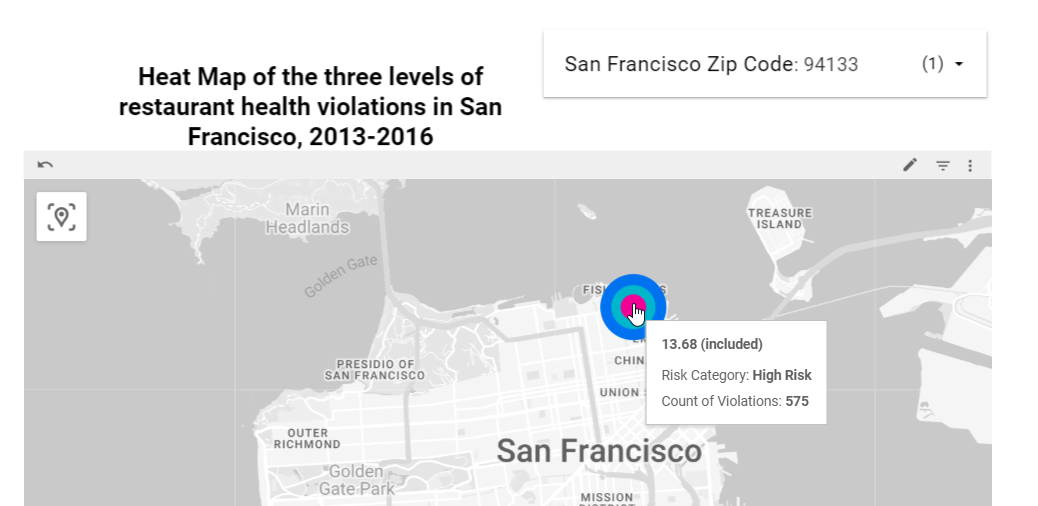 San Francisco Zip Code: 94133 (1)
Heat Map of the three levels of
restaurant health violations in San
Francisco, 2013-2016
Marin
Headlands
TREASURE
ISLAND
Golden Gate
13.68 (included)
PRESIDIO OF
SAN FRANCISCO
Risk Category: High Risk
UNION
Count of Violations: 575
OUTER
RICHMOND
San Francisco
Golden
Gate Park
MISSION